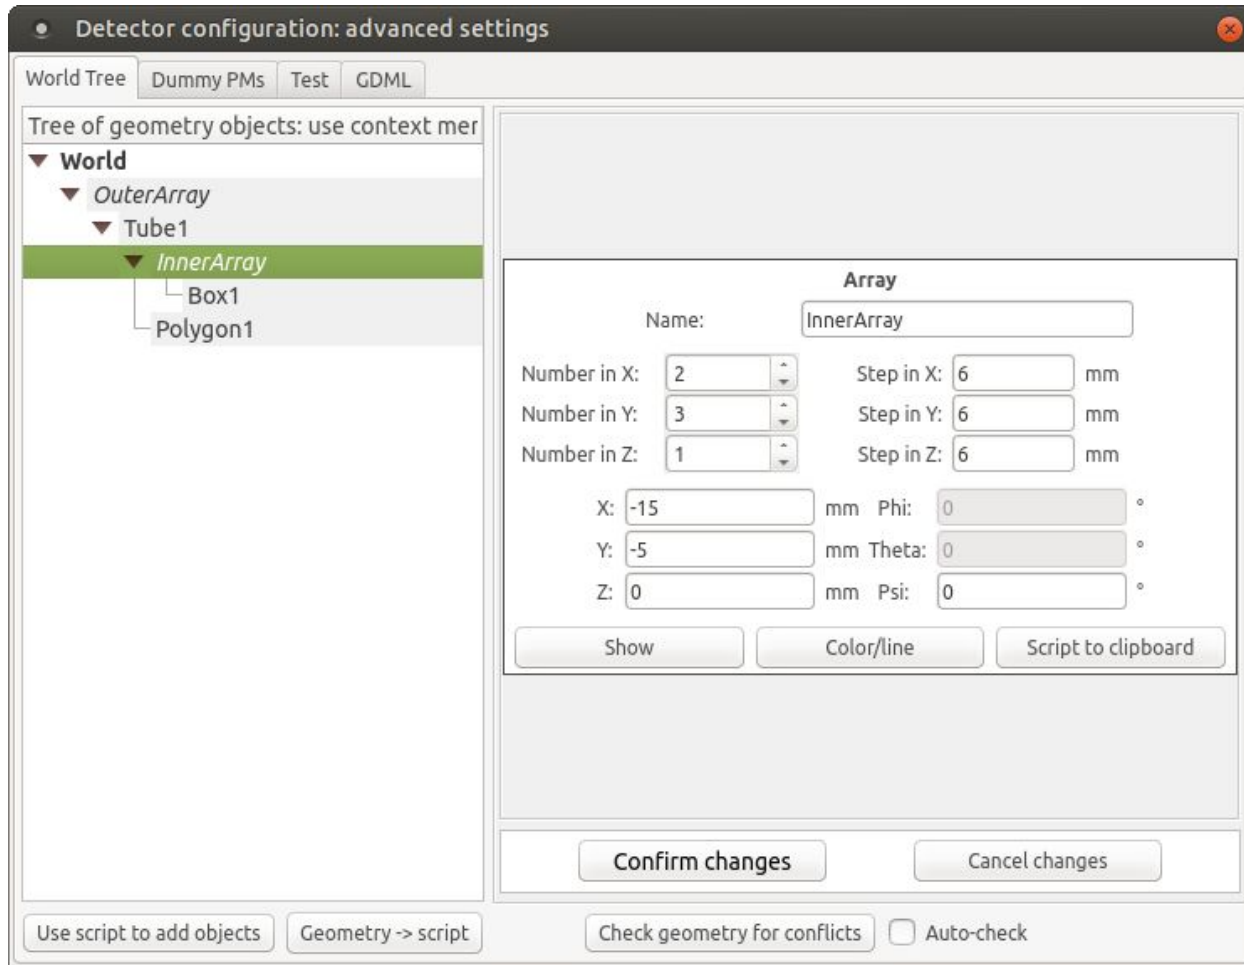 Detector configuration: advanced settings
World Tree Dummy PMs Test GDML
Tree of geometry objects: use context mer
World
OuterArray
Tube1
InnerArray
Box1
Polygon1
Array
Name: InnerArray
Number in X: 2 Step in X: 6 mm
Number in Y: 3 Step in Y: 6 mm
Number in Z: 1 Step in Z: 6 mm
X: -15 mm Phi: 0 °
Y: -5 mm Theta: 0 °
Z: 0 mm Psi: 0 °
Show Color/line Script to clipboard
Confirm changes Cancel changes
Use script to add objects Geometry -> script Check geometry for conflicts Auto-check